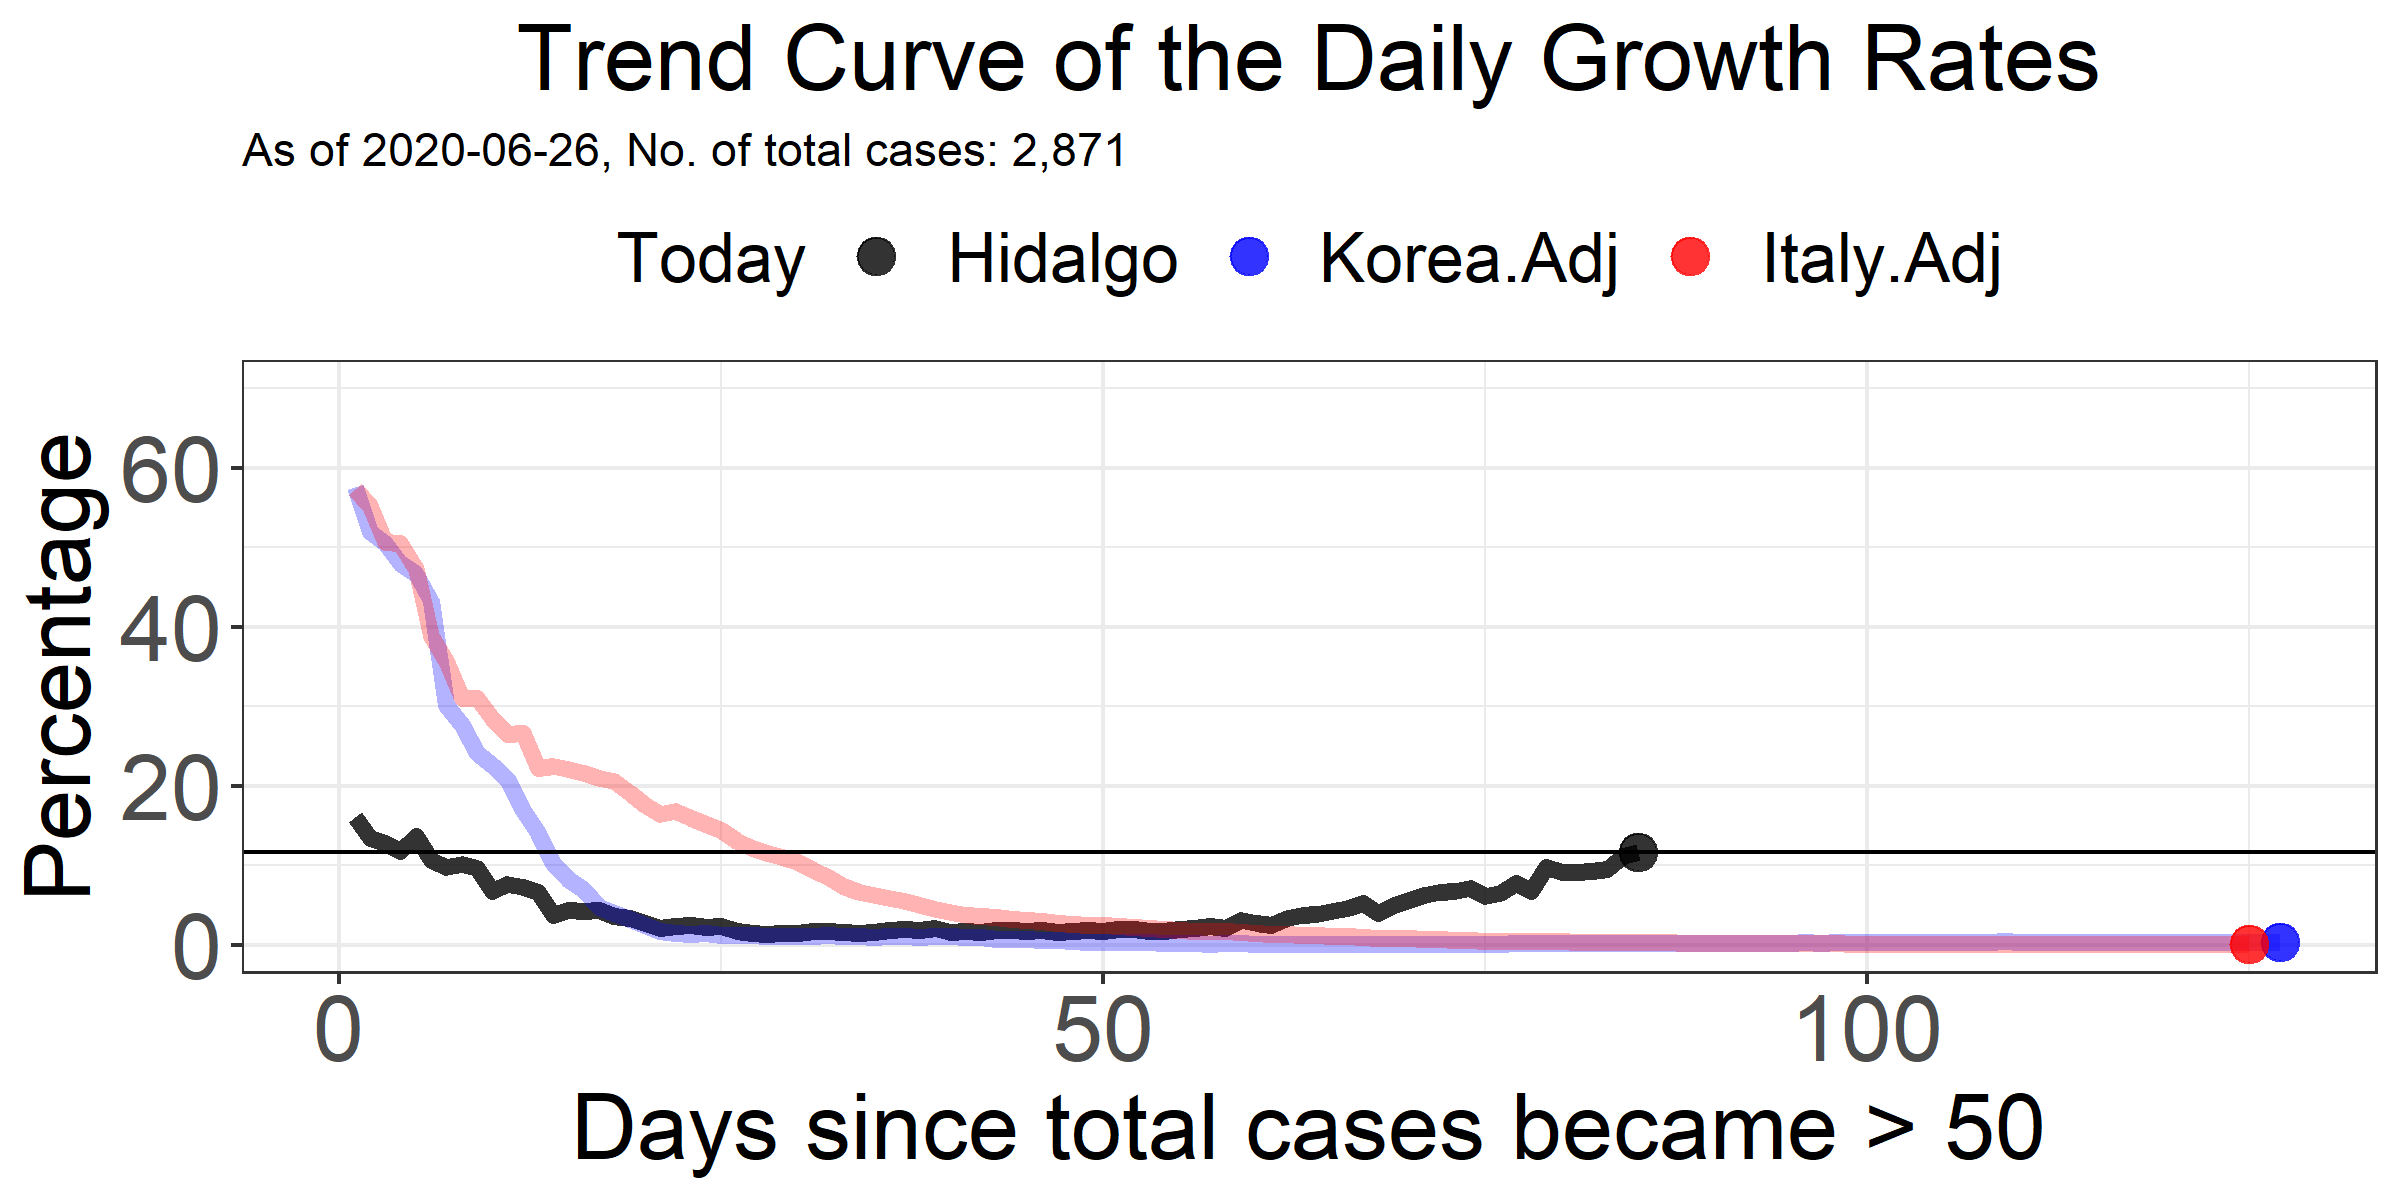 Trend Curve of the Daily Growth Rates
As of 2020-06-26, No. of total cases: 2,871
Today Hidalgo Korea.Adj Italy.Adj
Percentage
60
40
20
0
0 50 100
Days since total cases became > 50